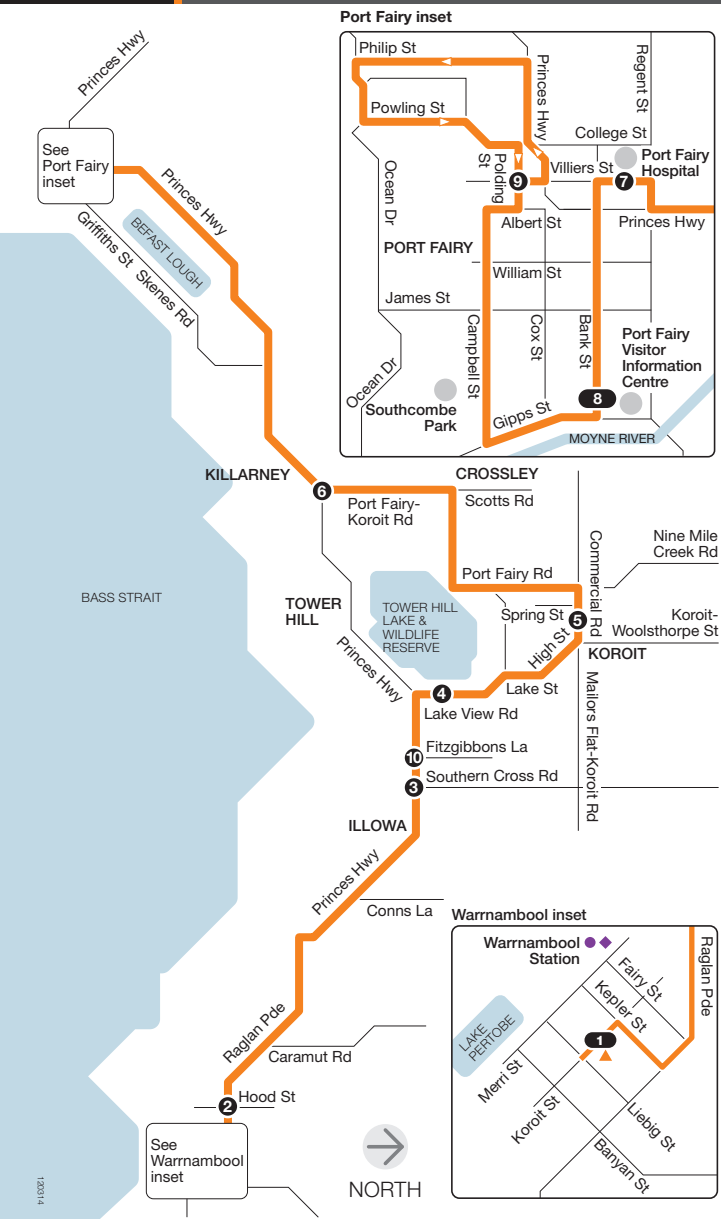 Port Fairy inset
Philip St
Princes Hwy
Regent St
Powling St
College St
Ocean Dr
Polding
St
Villiers St
7
Port Fairy
Hospital
9
Albert St
Princes Hwy
PORT FAIRY
William St
James St
Campbell St
Cox St
Bank St
Port Fairy
Visitor
Information
Centre
Ocean Dr
Southcombe
Park
8
Gipps St
MOYNE RIVER
Princes Hwy
See
Port Fairy
inset
Princes Hwy
BEFAST LOUGH
Griffiths St
Skenes Rd
KILLARNEY
6
Port Fairy-
Koroit Rd
CROSSLEY
Scotts Rd
Commercial Rd
Nine Mile
Creek Rd
Port Fairy Rd
BASS STRAIT
TOWER
HILL
TOWER HILL
LAKE &
WILDLIFE
RESERVE
Spring St
5
Koroit-
Woolsthorpe St
High St
KOROIT
Princes Hwy
4
Lake St
Lake View Rd
Mailors Flat-Koroit Rd
10
Fitzgibbons La
3
Southern Cross Rd
ILLOWA
Princes Hwy
Conns La
Raglan Pde
Caramut Rd
2
Hood St
See
Warrnambool
inset
NORTH
120314
Warrnambool inset
Warrnambool
Station
Raglan Pde
Fairy St
Kepler St
LAKE
PERTOBE
1
Merri St
Koroit St
Liebig St
Banyan St